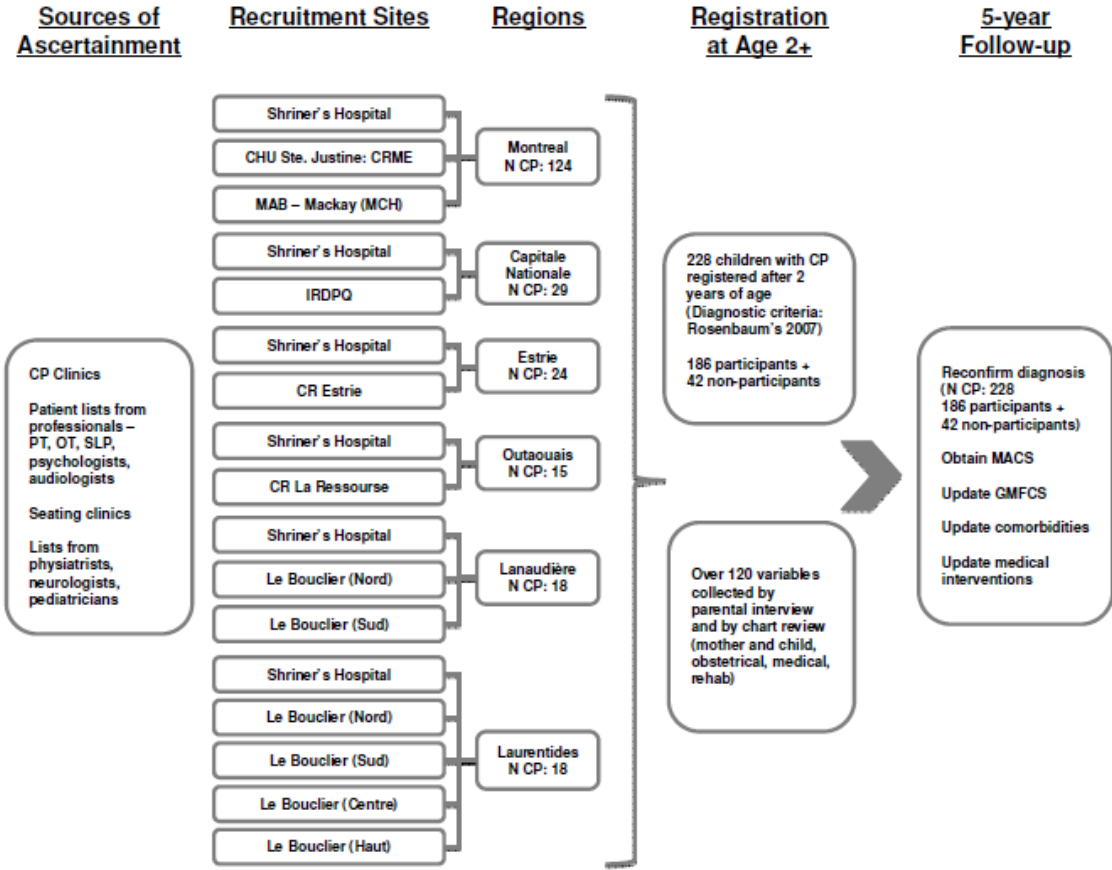 Sources of
Ascertainment
Recruitment Sites
Regions
Registration
at Age 2+
5-year
Follow-up
CP Clinics
Patient lists from
professionals –
PT, OT, SLP,
psychologists,
audiologists
Seating clinics
Lists from
physiatrists,
neurologists,
pediatricians
Shriner's Hospital
CHU Ste. Justine: CRME
MAB – Mackay (MCH)
Montreal
N CP: 124
Shriner's Hospital
IRDPQ
Capitale
Nationale
N CP: 29
Shriner's Hospital
CR Estrie
Estrie
N CP: 24
Shriner's Hospital
CR La Ressourse
Outaouais
N CP: 15
Shriner's Hospital
Le Bouclier (Nord)
Le Bouclier (Sud)
Lanaudière
N CP: 18
Shriner's Hospital
Le Bouclier (Nord)
Le Bouclier (Sud)
Le Bouclier (Centre)
Le Bouclier (Haut)
Laurentides
N CP: 18
228 children with CP
registered after 2
years of age
(Diagnostic criteria:
Rosenbaum's 2007)
186 participants +
42 non-participants
Over 120 variables
collected by
parental interview
and by chart review
(mother and child,
obstetrical, medical,
rehab)
Reconfirm diagnosis
(N CP: 228
186 participants +
42 non-participants)
Obtain MACS
Update GMFCS
Update comorbidities
Update medical
interventions